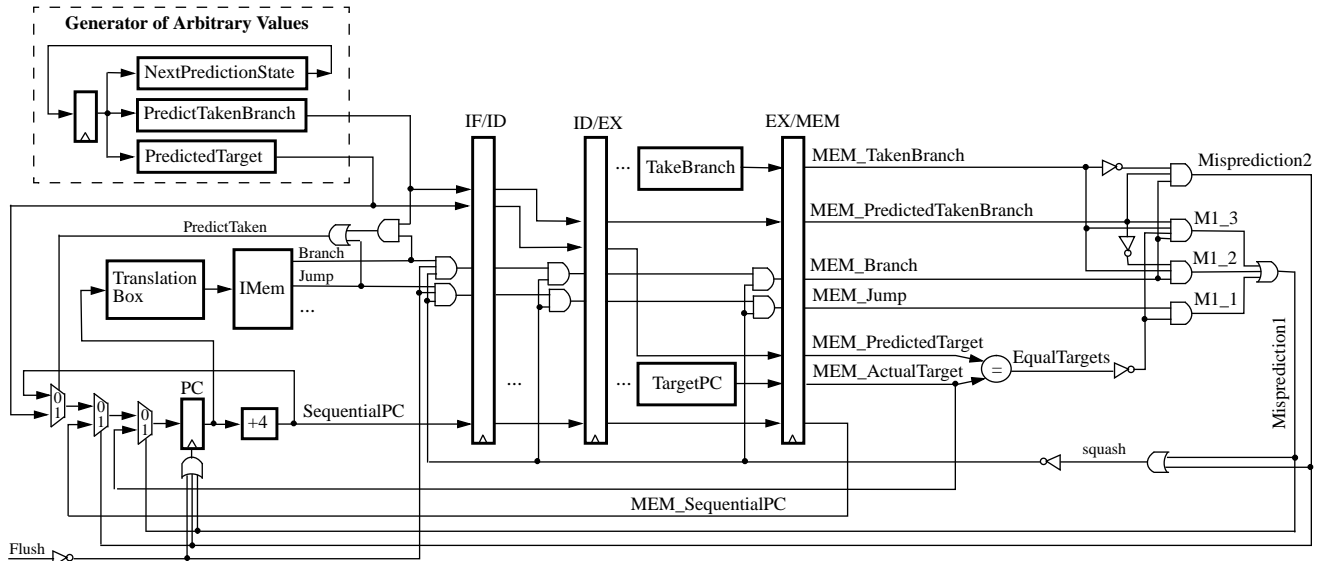 Generator of Arbitrary Values
NextPredictionState
PredictTakenBranch
PredictedTarget
IF/ID
ID/EX
EX/MEM
...
TakeBranch
MEM_TakenBranch
Misprediction2
PredictTaken
MEM_PredictedTakenBranch
M1_3
Translation
Box
IMem
Branch
Jump
...
MEM_Branch
M1_2
MEM_Jump
M1_1
MEM_PredictedTarget
MEM_ActualTarget
=
EqualTargets
Misprediction1
...
...
TargetPC
0
1
0
1
0
1
PC
+4
SequentialPC
squash
MEM_SequentialPC
Flush